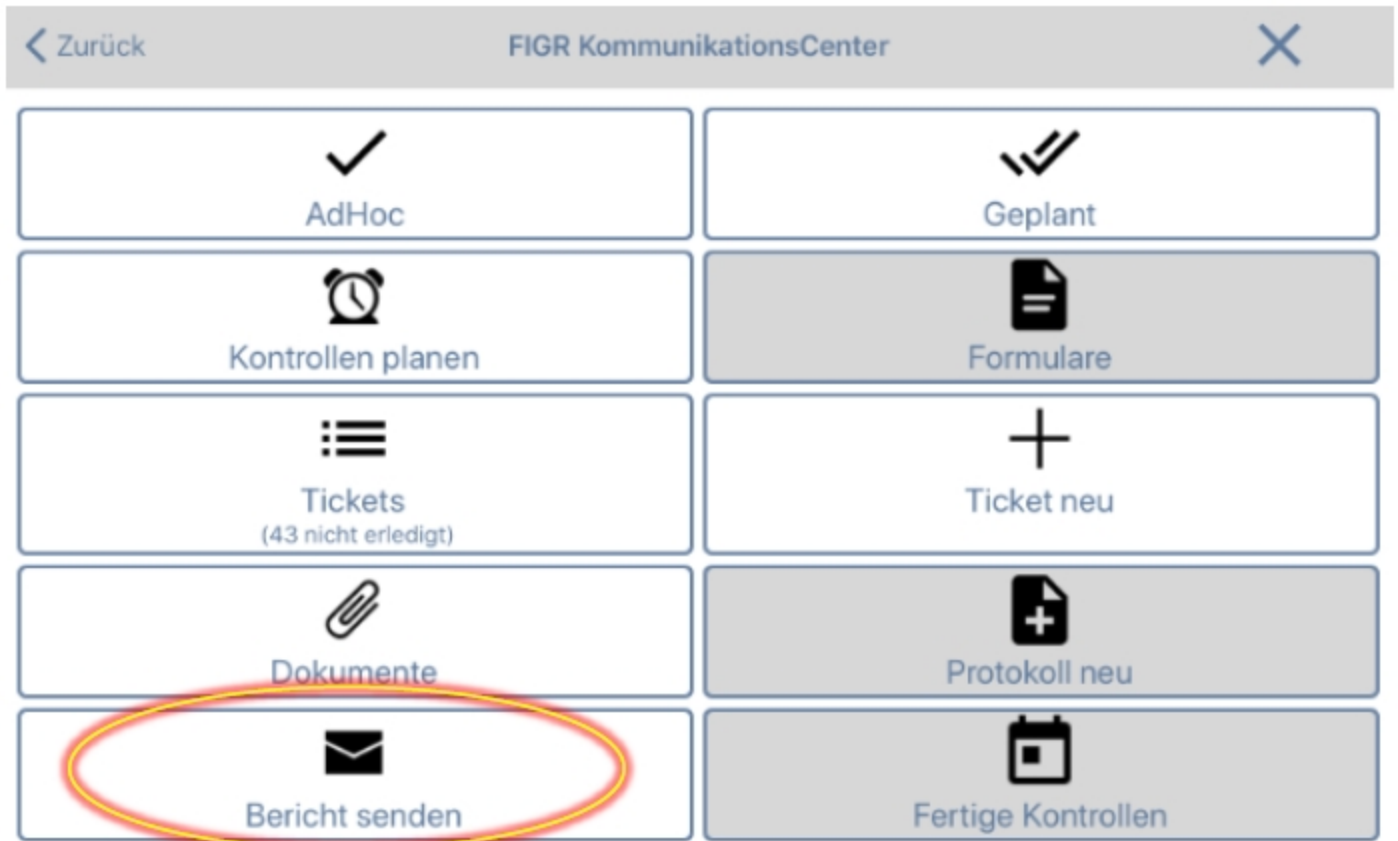 Zurück
FIGR KommunikationsCenter
AdHoc
Geplant
Kontrollen planen
Formulare
Tickets
(43 nicht erledigt)
Ticket neu
Dokumente
Protokoll neu
Bericht senden
Fertige Kontrollen